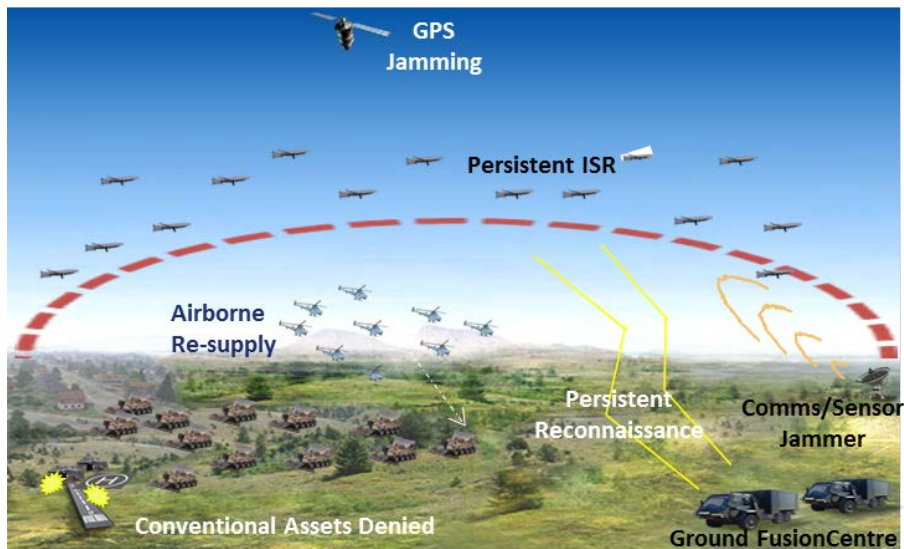 GPS
Jamming
Persistent ISR
Airborne
Re-supply
Persistent
Reconnaissance
Comms/Sensor
Jammer
H
Conventional Assets Denied
Ground FusionCentre